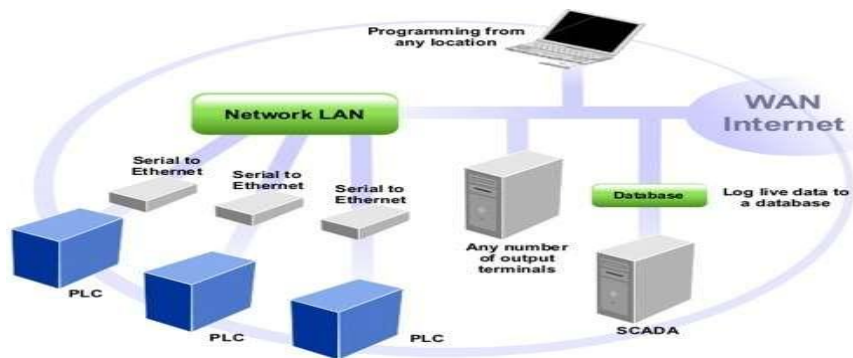 Programming from
any location
Network LAN
WAN
Internet
Serial to
Ethernet
Serial to
Ethernet
Serial to
Ethernet
Database
Log live data to
a database
Any number
of output
terminals
PLC
PLC
PLC
SCADA